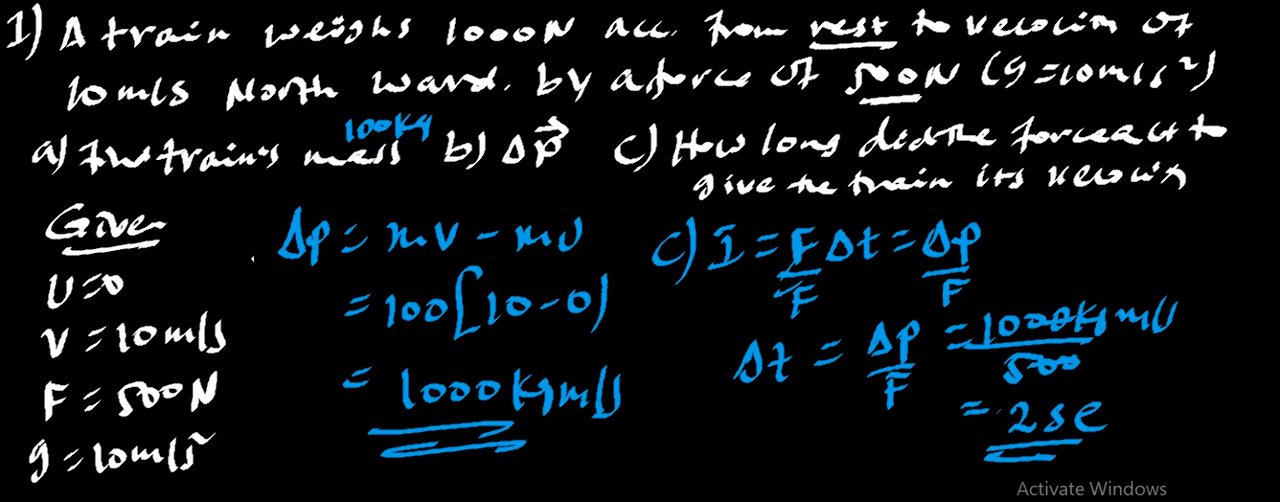 1) A train weighs 1000N acc. from rest to velocity of
10m/s North ward. by a force of 500N (g=10m/s²)
100kg
a) the train's mass b) Δp⃗ c) How long did the force act to
give the train its velocity
Given
U=0
V=10m/s
F=500N
g=10m/s²
Δp = mv - mu
=100[10-0)
= 1000kgm/s
c) I = F Δt = Δp
F F
Δt = Δp = 1000kgm/s
F 500
= 2se
Activate Windows